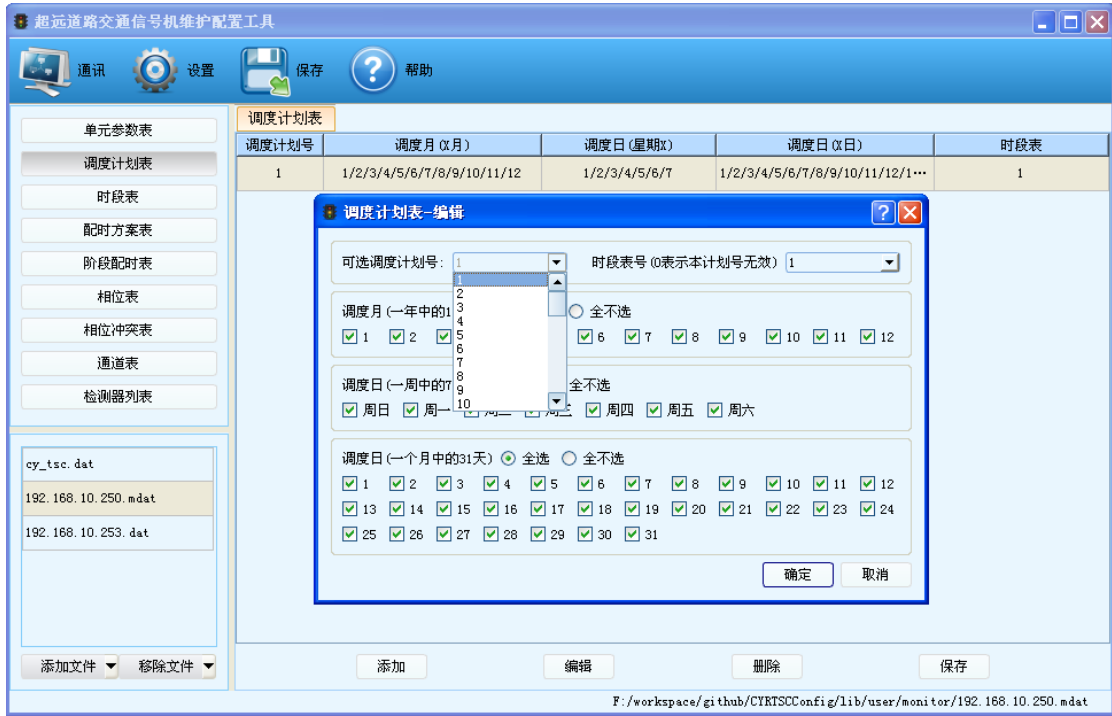 超远道路交通信号机维护配置工具
通讯 设置 保存 帮助
单元参数表
调度计划表
时段表
配时方案表
阶段配时表
相位表
相位冲突表
通道表
检测器列表
cy_tsc.dat
192.168.10.250.mdat
192.168.10.253.dat
添加文件 移除文件
调度计划表
调度计划号 调度月(X月) 调度日(星期X) 调度日(X日) 时段表
1 1/2/3/4/5/6/7/8/9/10/11/12 1/2/3/4/5/6/7 1/2/3/4/5/6/7/8/9/10/11/12/1… 1
调度计划表-编辑
可选调度计划号: 1 时段表号(0表示本计划号无效) 1
1
2
3
4
5
6
7
8
9
10
调度月(一年中的1 全不选
1 2 6 7 8 9 10 11 12
调度日(一周中的7 全不选
周日 周一 周三 周四 周五 周六
调度日(一个月中的31天) 全选 全不选
1 2 3 4 5 6 7 8 9 10 11 12
13 14 15 16 17 18 19 20 21 22 23 24
25 26 27 28 29 30 31
确定 取消
添加 编辑 删除 保存
F:/workspace/github/CYRTSCConfig/lib/user/monitor/192.168.10.250.mdat